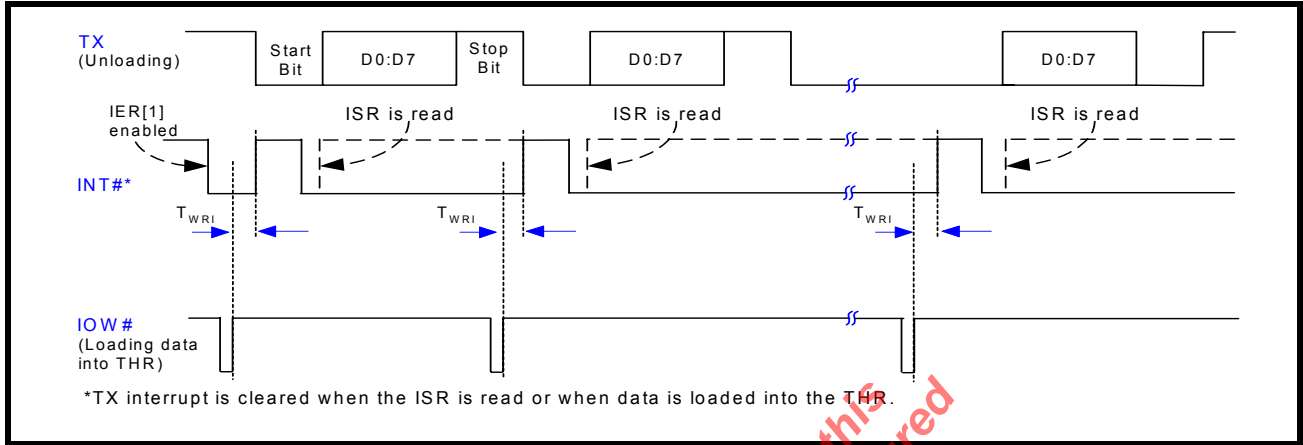 TX
(Unloading)
Start
Bit
D0:D7
Stop
Bit
D0:D7
D0:D7
IER[1]
enabled
ISR is read
ISR is read
ISR is read
INT#*
TWRI
TWRI
TWRI
IOW#
(Loading data
into THR)
*TX interrupt is cleared when the ISR is read or when data is loaded into the THR.
this